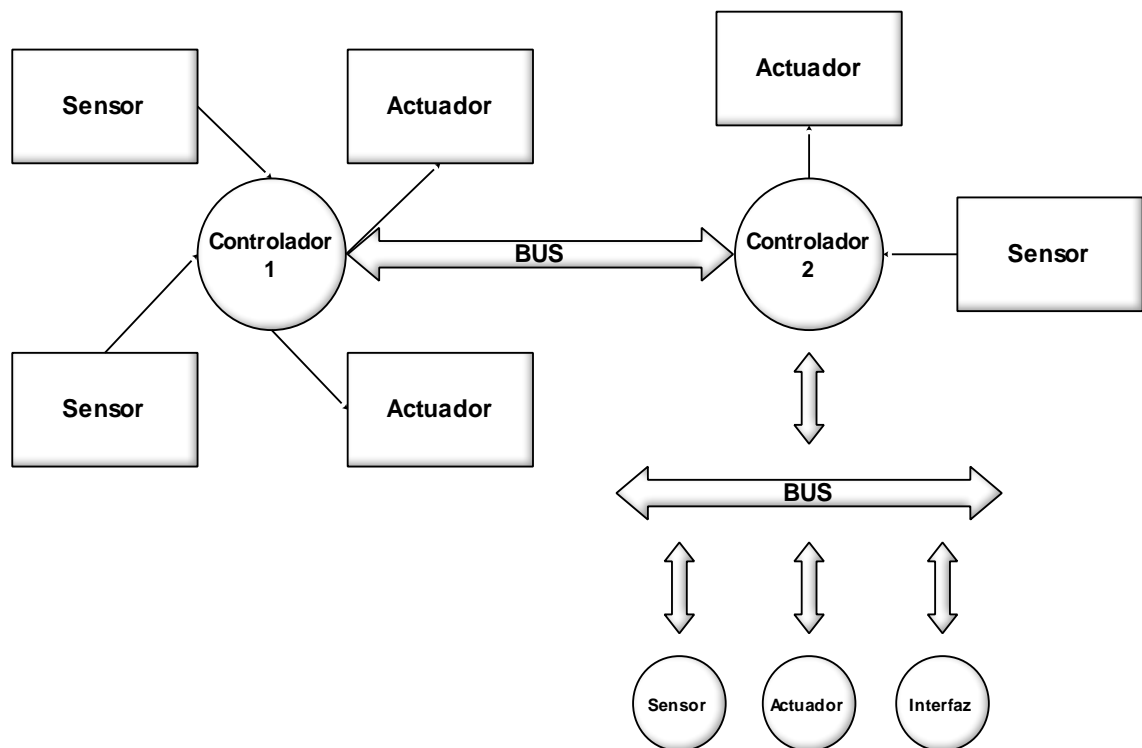 Actuador
Sensor
Actuador
Controlador
1
BUS
Controlador
2
Sensor
Sensor
Actuador
BUS
Sensor
Actuador
Interfaz